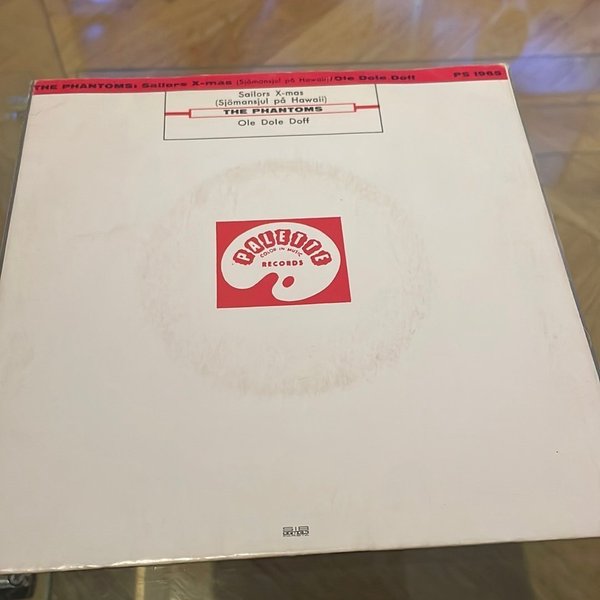 THE PHANTOMS: Sailors X-mas (Sjömansjul på Hawaii)/Ole Dole Doff PS 1965
Sailors X-mas
(Sjömansjul på Hawaii)
THE PHANTOMS
Ole Dole Doff
PALETTE
COLOR IN MUSIC
RECORDS